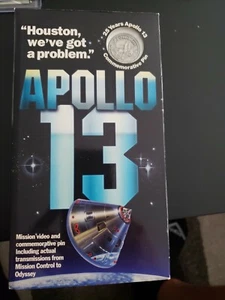 "Houston,
we've got
a problem."
25 Years Apollo 13
Commemorative Pin
APOLLO
13
Mission video and
commemorative pin
including actual
transmissions from
Mission Control to
Odyssey